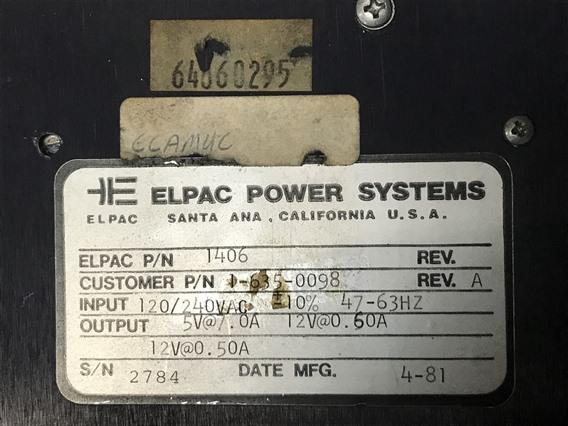 64060295
ECAM4C
ELPAC POWER SYSTEMS
ELPAC SANTA ANA, CALIFORNIA U.S.A.
ELPAC P/N 1406 REV.
CUSTOMER P/N 1-635-0098 REV. A
INPUT 120/240VAC ±10% 47-63HZ
OUTPUT 5V@7.0A 12V@0.60A
12V@0.50A
S/N 2784 DATE MFG. 4-81